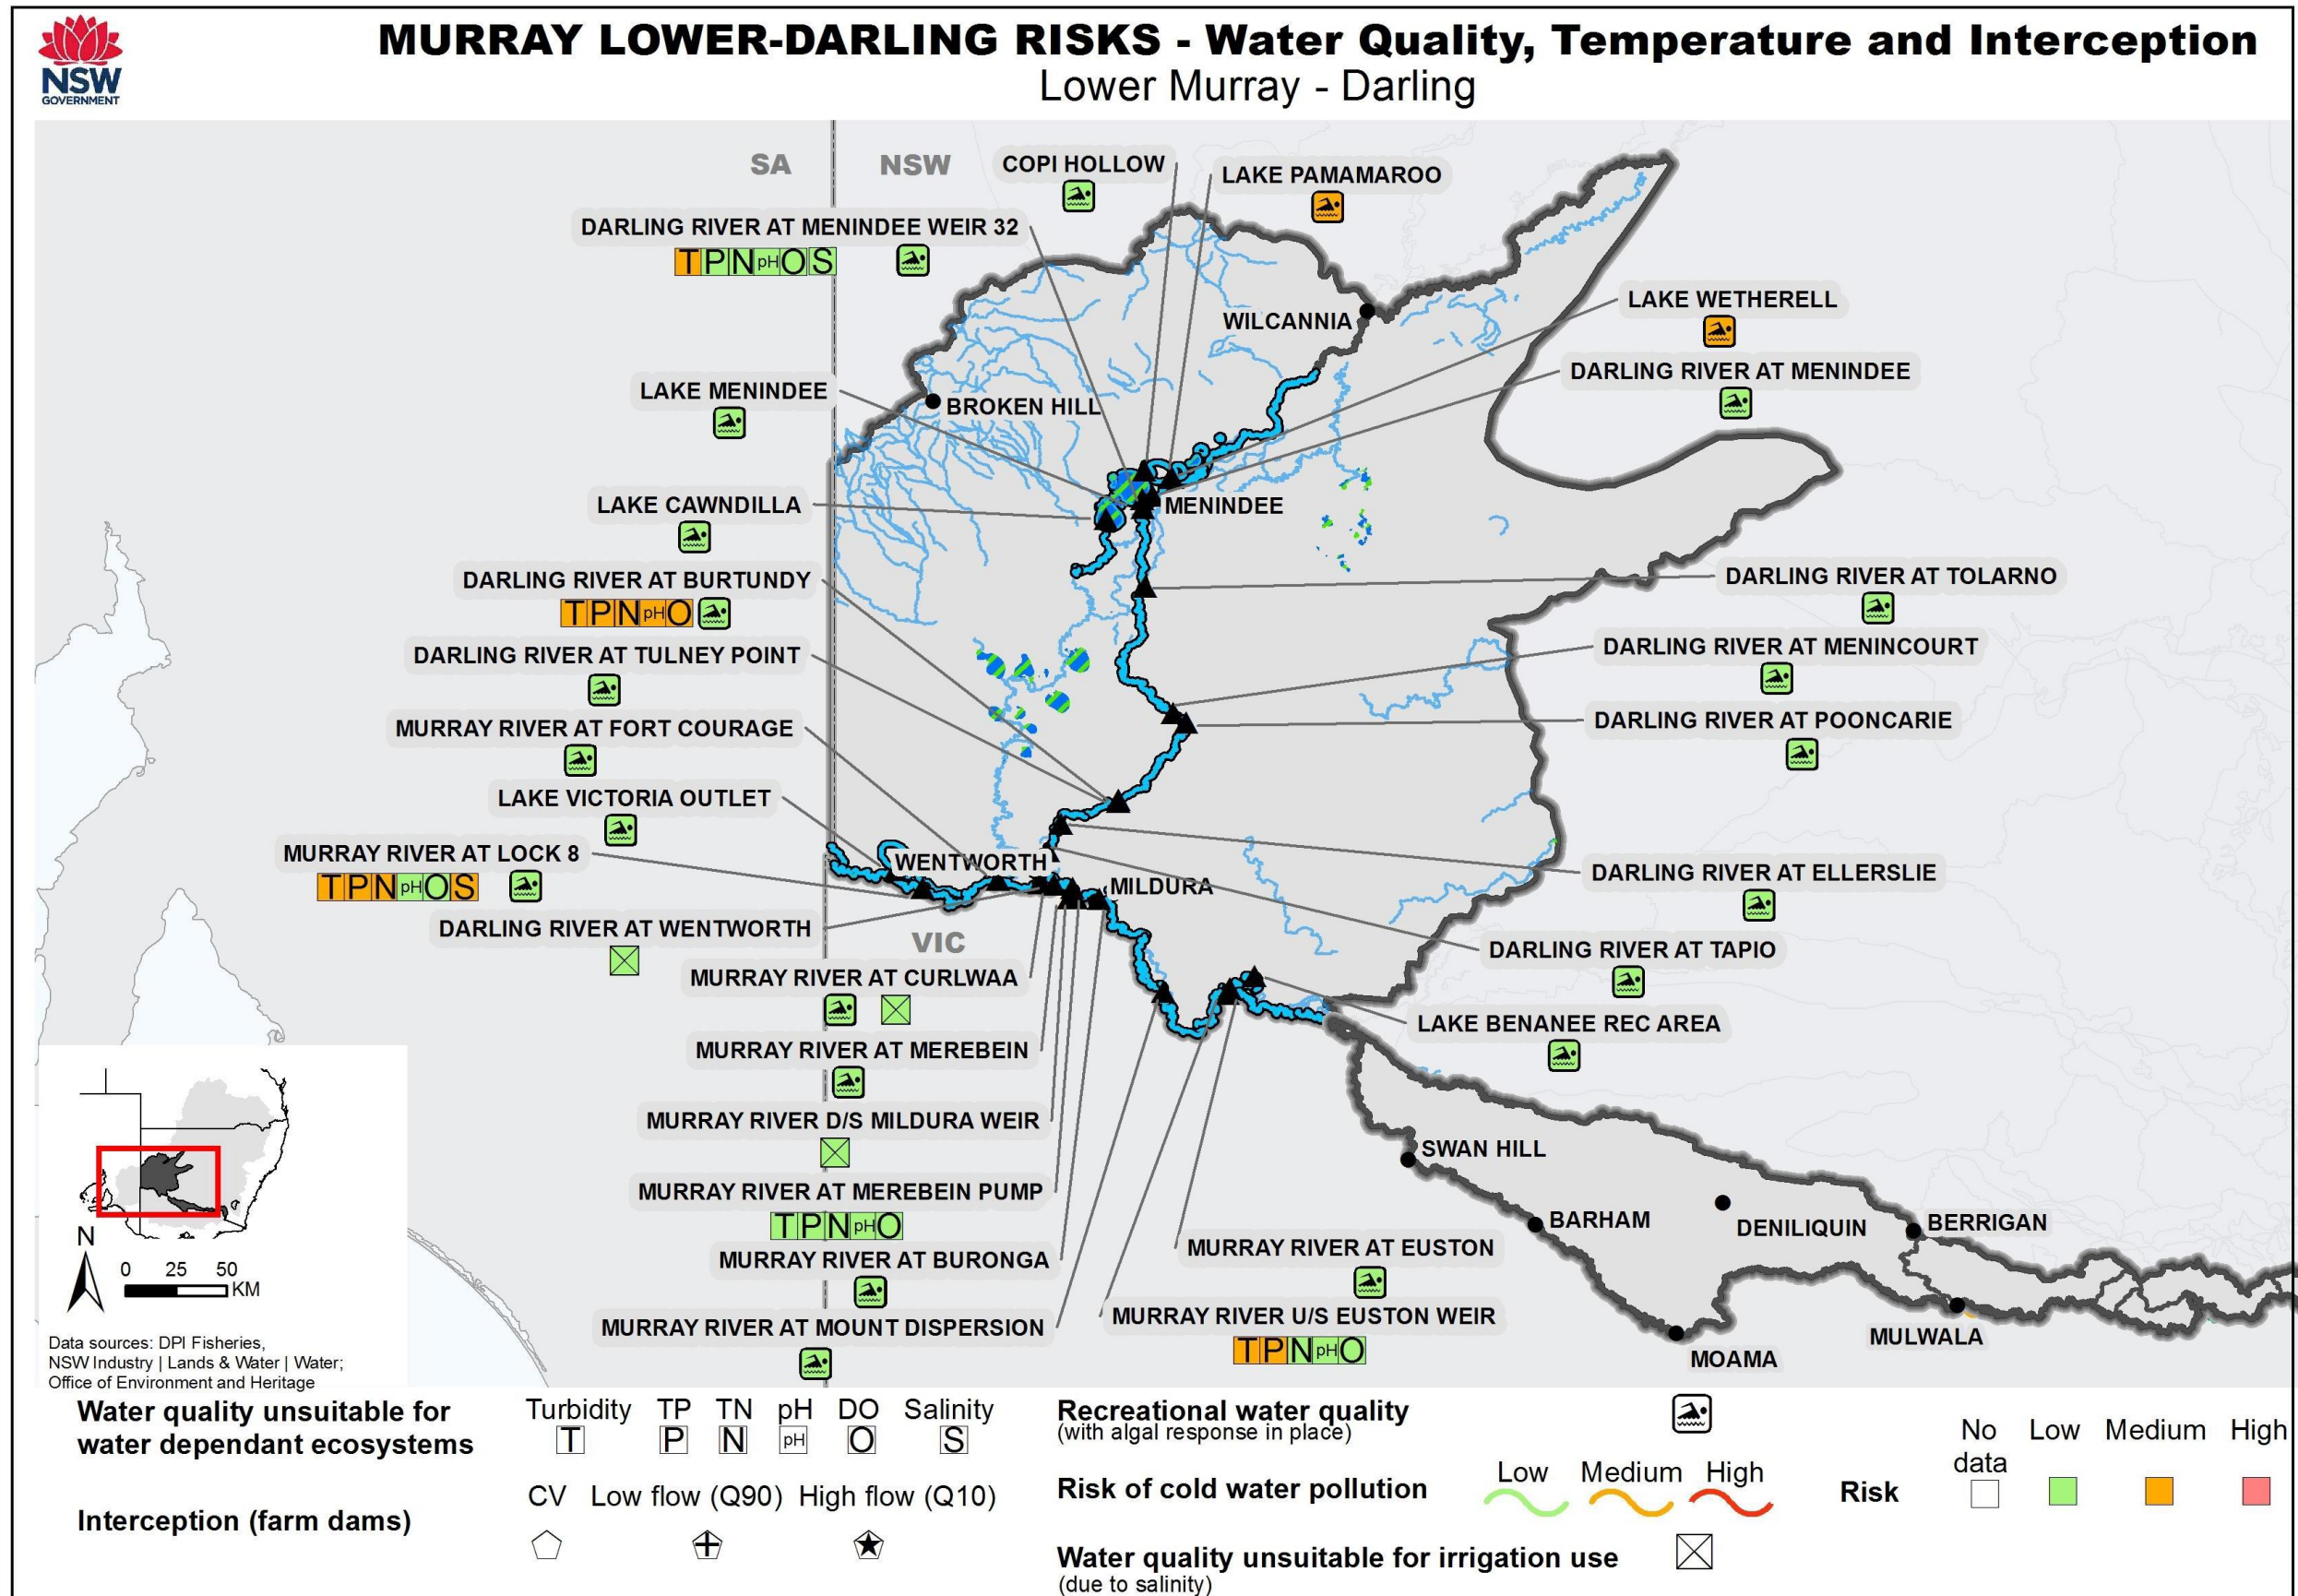 MURRAY LOWER-DARLING RISKS - Water Quality, Temperature and Interception
Lower Murray - Darling
NSW
GOVERNMENT
SA
NSW
COPI HOLLOW
LAKE PAMAMAROO
DARLING RIVER AT MENINDEE WEIR 32
T P N pH O S
LAKE WETHERELL
WILCANNIA
DARLING RIVER AT MENINDEE
LAKE MENINDEE
BROKEN HILL
LAKE CAWNDILLA
MENINDEE
DARLING RIVER AT BURTUNDY
T P N pH O
DARLING RIVER AT TOLARNO
DARLING RIVER AT TULNEY POINT
DARLING RIVER AT MENINCOURT
MURRAY RIVER AT FORT COURAGE
DARLING RIVER AT POONCARIE
LAKE VICTORIA OUTLET
MURRAY RIVER AT LOCK 8
T P N pH O S
WENTWORTH
MILDURA
DARLING RIVER AT ELLERSLIE
DARLING RIVER AT WENTWORTH
VIC
DARLING RIVER AT TAPIO
MURRAY RIVER AT CURLWAA
LAKE BENANEE REC AREA
MURRAY RIVER AT MEREBEIN
MURRAY RIVER D/S MILDURA WEIR
SWAN HILL
MURRAY RIVER AT MEREBEIN PUMP
T P N pH O
BARHAM
DENILIQUIN
BERRIGAN
MURRAY RIVER AT BURONGA
MURRAY RIVER AT EUSTON
MURRAY RIVER AT MOUNT DISPERSION
MURRAY RIVER U/S EUSTON WEIR
T P N pH O
MULWALA
MOAMA
N
0 25 50
KM
Data sources: DPI Fisheries,
NSW Industry | Lands & Water | Water;
Office of Environment and Heritage
Water quality unsuitable for
water dependant ecosystems
Turbidity TP TN pH DO Salinity
T P N pH O S
Interception (farm dams)
CV Low flow (Q90) High flow (Q10)
Recreational water quality
(with algal response in place)
Risk of cold water pollution
Low Medium High
Water quality unsuitable for irrigation use
(due to salinity)
Risk
No data Low Medium High